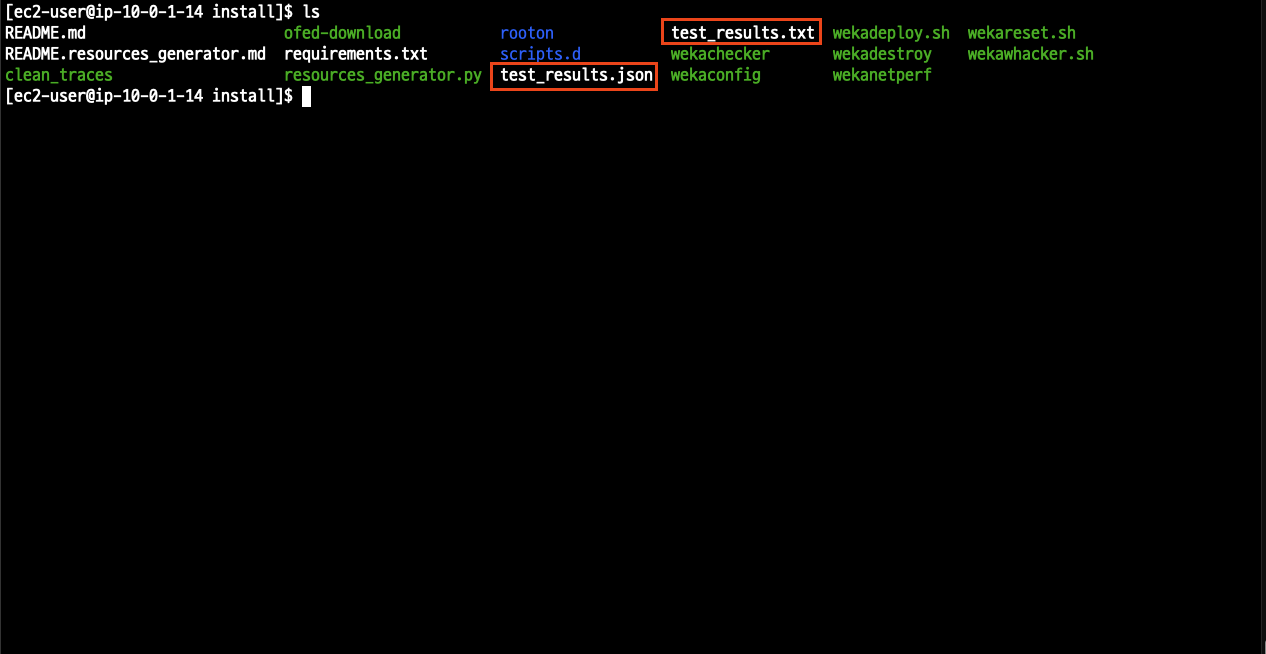 [ec2-user@ip-10-0-1-14 install]$ ls
README.md ofed-download rooton test_results.txt wekadeploy.sh wekareset.sh
README.resources_generator.md requirements.txt scripts.d wekachecker wekadestroy wekawhacker.sh
clean_traces resources_generator.py test_results.json wekaconfig wekanetperf
[ec2-user@ip-10-0-1-14 install]$